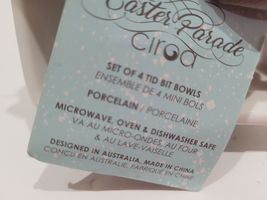 Easter Parade
ciroa
SET OF 4 TID BIT BOWLS
ENSEMBLE DE 4 MINI BOLS
PORCELAIN / PORCELAINE
MICROWAVE, OVEN & DISHWASHER SAFE
VA AU MICRO-ONDES, AU FOUR
& AU LAVE-VAISELLE
DESIGNED IN AUSTRALIA. MADE IN CHINA
CONÇU EN AUSTRALIE. FABRIQUÉ EN CHINE